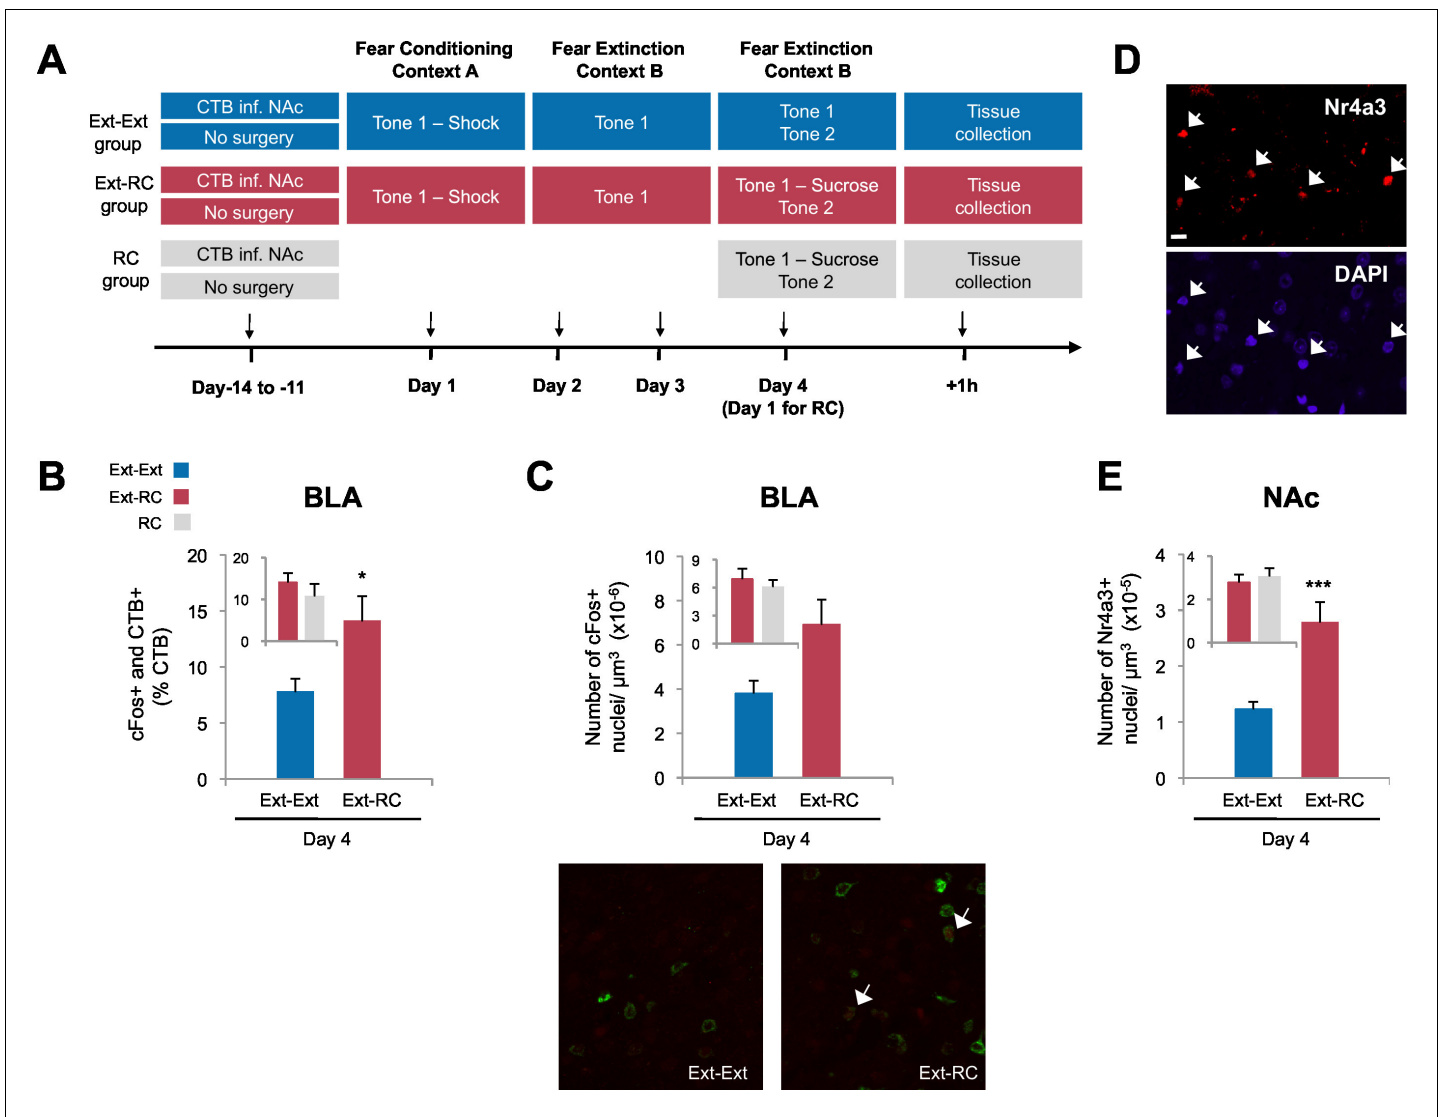 A
Fear Conditioning
Context A
Fear Extinction
Context B
Fear Extinction
Context B
Ext-Ext
group
CTB inf. NAc
No surgery
Tone 1 – Shock
Tone 1
Tone 1
Tone 2
Tissue
collection
Ext-RC
group
CTB inf. NAc
No surgery
Tone 1 – Shock
Tone 1
Tone 1 – Sucrose
Tone 2
Tissue
collection
RC
group
CTB inf. NAc
No surgery
Tone 1 – Sucrose
Tone 2
Tissue
collection
Day-14 to -11
Day 1
Day 2
Day 3
Day 4
(Day 1 for RC)
+1h
D
Nr4a3
DAPI
B
Ext-Ext
Ext-RC
RC
BLA
cFos+ and CTB+
(% CTB)
20
15
10
5
0
20
10
0
*
Ext-Ext
Ext-RC
Day 4
C
BLA
Number of cFos+
nuclei/ μm³ (x10⁻⁶)
10
8
6
4
2
0
9
6
3
0
Ext-Ext
Ext-RC
Day 4
Ext-Ext
Ext-RC
E
NAc
Number of Nr4a3+
nuclei/ μm³ (x10⁻⁵)
4
3
2
1
0
4
2
0
***
Ext-Ext
Ext-RC
Day 4